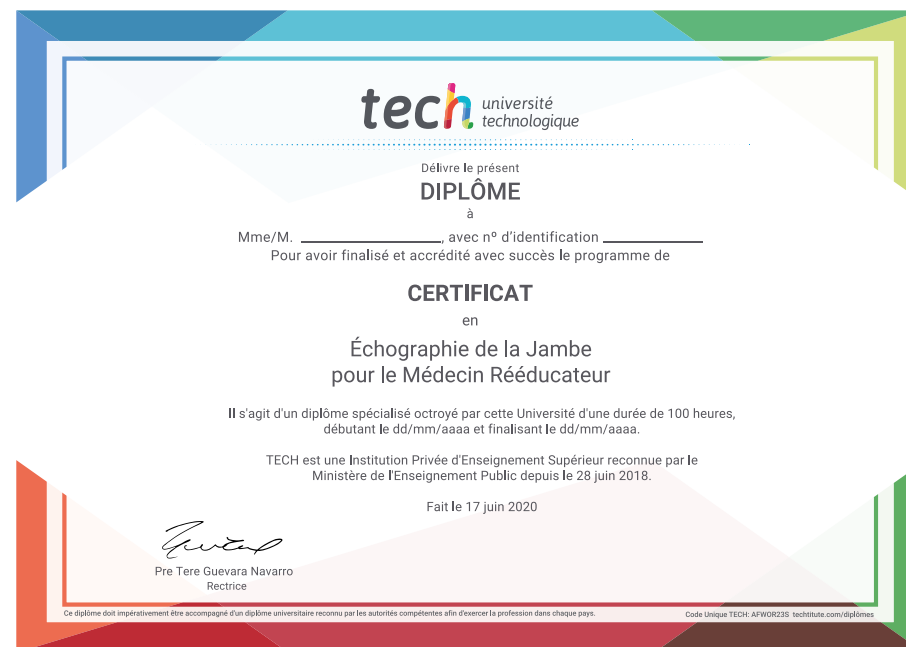 tech université
technologique
Délivre le présent
DIPLÔME
à
Mme/M. ____________________, avec nº d'identification ______________
Pour avoir finalisé et accrédité avec succès le programme de
CERTIFICAT
en
Échographie de la Jambe
pour le Médecin Rééducateur
Il s'agit d'un diplôme spécialisé octroyé par cette Université d'une durée de 100 heures,
débutant le dd/mm/aaaa et finalisant le dd/mm/aaaa.
TECH est une Institution Privée d'Enseignement Supérieur reconnue par le
Ministère de l'Enseignement Public depuis le 28 juin 2018.
Fait le 17 juin 2020
Pre Tere Guevara Navarro
Rectrice
Ce diplôme doit impérativement être accompagné d'un diplôme universitaire reconnu par les autorités compétentes afin d'exercer la profession dans chaque pays.
Code Unique TECH: AFWOR23S techtitute.com/diplômes